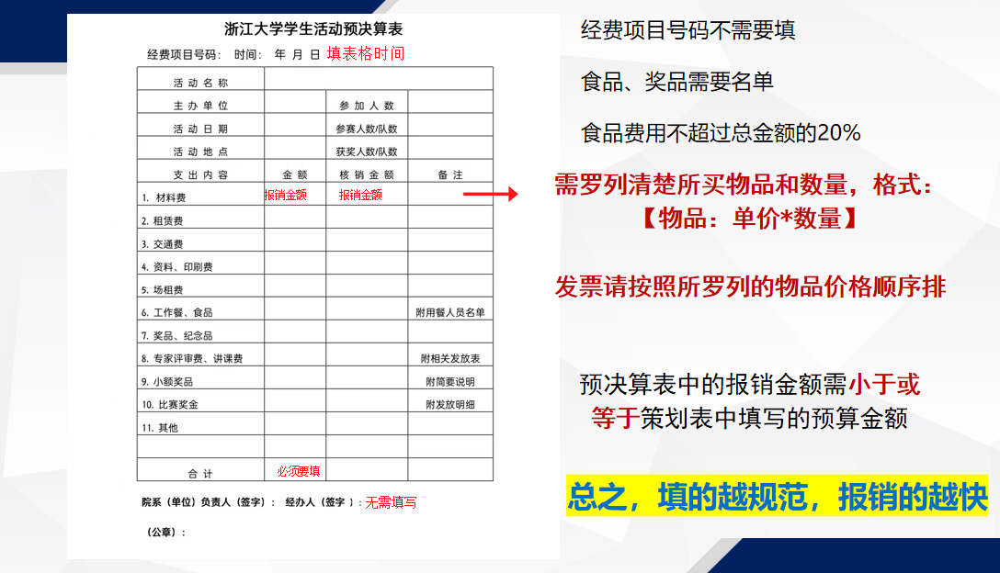 浙江大学学生活动预决算表
经费项目号码： 时间： 年 月 日 填表格时间
活 动 名 称
主 办 单 位 参 加 人 数
活 动 日 期 参赛人数/队数
活 动 地 点 获奖人数/队数
支 出 内 容 金 额 核 销 金 额 备 注
1. 材料费 报销金额 报销金额
2. 租赁费
3. 交通费
4. 资料、印刷费
5. 场租费
6. 工作餐、食品 附用餐人员名单
7. 奖品、纪念品
8. 专家评审费、讲课费 附相关发放表
9. 小额奖品 附简要说明
10. 比赛奖金 附发放明细
11. 其他
合 计 必须要填
院系（单位）负责人（签字）： 经办人（签字 ）：无需填写
（公章）：
经费项目号码不需要填
食品、奖品需要名单
食品费用不超过总金额的20%
需罗列清楚所买物品和数量，格式：
【物品：单价*数量】
发票请按照所罗列的物品价格顺序排
预决算表中的报销金额需小于或
等于策划表中填写的预算金额
总之，填的越规范，报销的越快